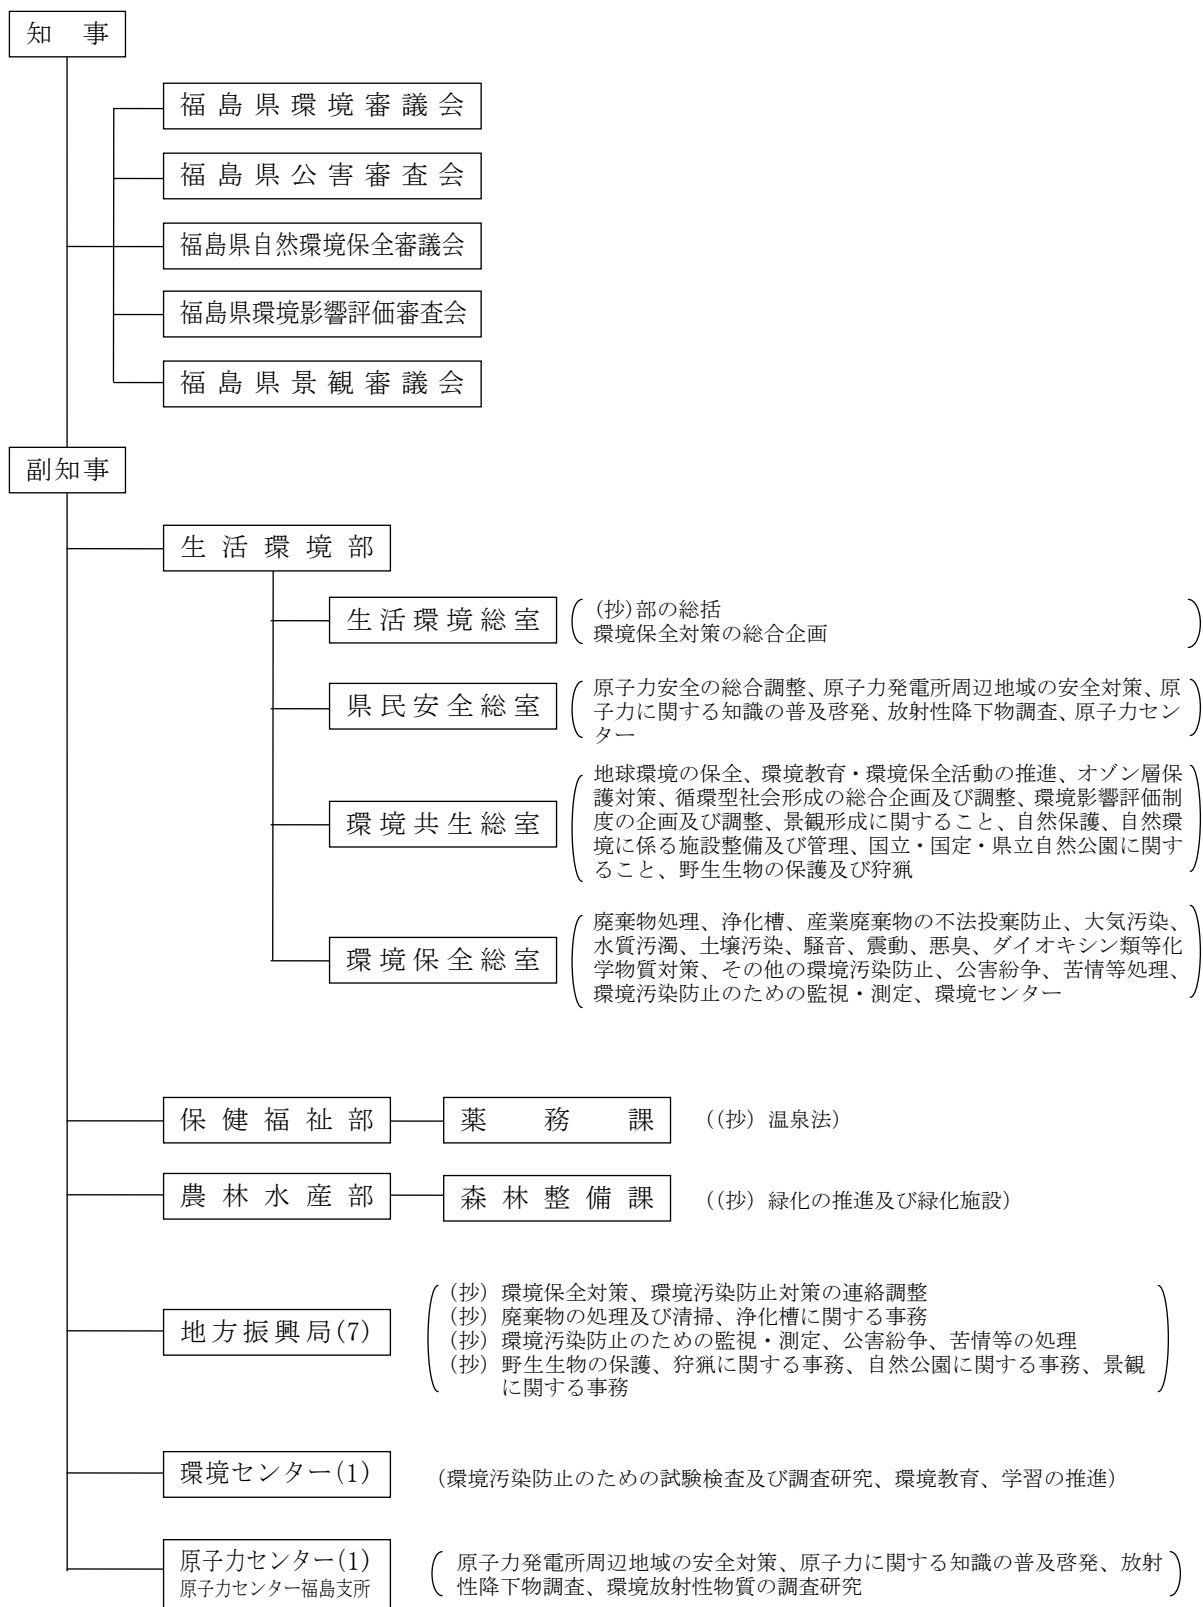 知 事
福島県環境審議会
福島県公害審査会
福島県自然環境保全審議会
福島県環境影響評価審査会
福島県景観審議会
副知事
生活環境部
生活環境総室
(抄)部の総括
環境保全対策の総合企画
県民安全総室
原子力安全の総合調整、原子力発電所周辺地域の安全対策、原
子力に関する知識の普及啓発、放射性降下物調査、原子力セン
ター
環境共生総室
地球環境の保全、環境教育・環境保全活動の推進、オゾン層保
護対策、循環型社会形成の総合企画及び調整、環境影響評価制
度の企画及び調整、景観形成に関すること、自然保護、自然環
境に係る施設整備及び管理、国立・国定・県立自然公園に関す
ること、野生生物の保護及び狩猟
環境保全総室
廃棄物処理、浄化槽、産業廃棄物の不法投棄防止、大気汚染、
水質汚濁、土壌汚染、騒音、震動、悪臭、ダイオキシン類等化
学物質対策、その他の環境汚染防止、公害紛争、苦情等処理、
環境汚染防止のための監視・測定、環境センター
保健福祉部
薬務課
((抄) 温泉法)
農林水産部
森林整備課
((抄) 緑化の推進及び緑化施設)
地方振興局(7)
(抄) 環境保全対策、環境汚染防止対策の連絡調整
(抄) 廃棄物の処理及び清掃、浄化槽に関する事務
(抄) 環境汚染防止のための監視・測定、公害紛争、苦情等の処理
(抄) 野生生物の保護、狩猟に関する事務、自然公園に関する事務、景観
に関する事務
環境センター(1)
(環境汚染防止のための試験検査及び調査研究、環境教育、学習の推進)
原子力センター(1)
原子力センター福島支所
原子力発電所周辺地域の安全対策、原子力に関する知識の普及啓発、放射
性降下物調査、環境放射性物質の調査研究